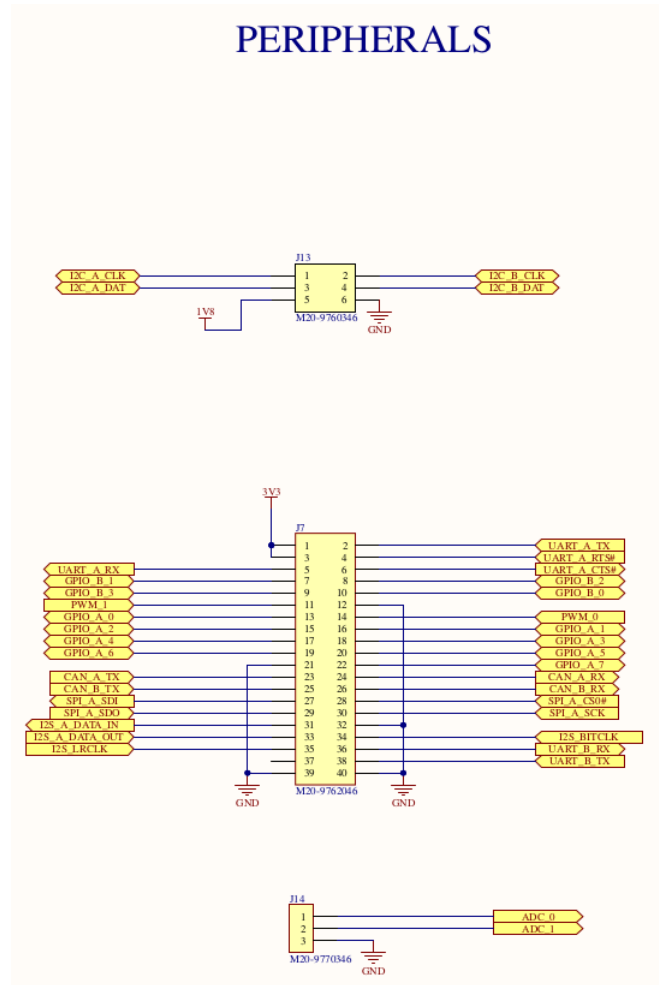 PERIPHERALS
J13
I2C_A_CLK 1 2 I2C_B_CLK
I2C_A_DAT 3 4 I2C_B_DAT
5 6
1V8
M20-9760346
GND
3V3
J7
1 2 UART_A_TX
3 4 UART_A_RTS#
UART_A_RX 5 6 UART_A_CTS#
GPIO_B_1 7 8 GPIO_B_2
GPIO_B_3 9 10 GPIO_B_0
PWM_1 11 12
GPIO_A_0 13 14 PWM_0
GPIO_A_2 15 16 GPIO_A_1
GPIO_A_4 17 18 GPIO_A_3
GPIO_A_6 19 20 GPIO_A_5
21 22 GPIO_A_7
CAN_A_TX 23 24 CAN_A_RX
CAN_B_TX 25 26 CAN_B_RX
SPI_A_SDI 27 28 SPI_A_CS0#
SPI_A_SDO 29 30 SPI_A_SCK
I2S_A_DATA_IN 31 32
I2S_A_DATA_OUT 33 34 I2S_BITCLK
I2S_LRCLK 35 36 UART_B_RX
37 38 UART_B_TX
39 40
M20-9762046
GND GND
J14
1 ADC_0
2 ADC_1
3
M20-9770346
GND